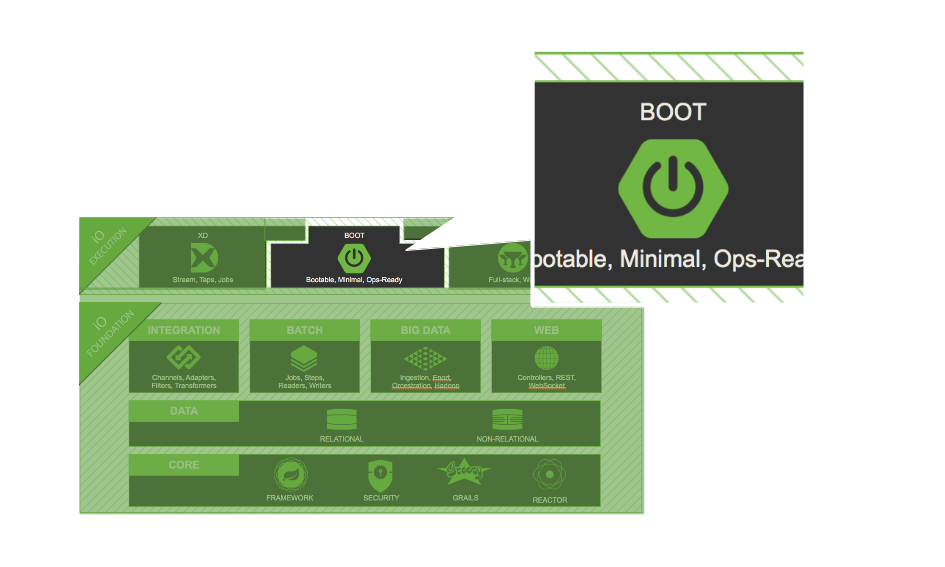 BOOT
ootable, Minimal, Ops-Rea
iO
EXECUTION
XD
Stream, Taps, Jobs
BOOT
Bootable, Minimal, Ops-Ready
Full-stack, W
iO
FOUNDATION
INTEGRATION
Channels, Adapters,
Filters, Transformers
BATCH
Jobs, Steps,
Readers, Writers
BIG DATA
Ingestion, Export,
Orcestration, Hadoop
WEB
Controllers, REST,
WebSocket
DATA
RELATIONAL
NON-RELATIONAL
CORE
FRAMEWORK
SECURITY
Groovy
GRAILS
REACTOR